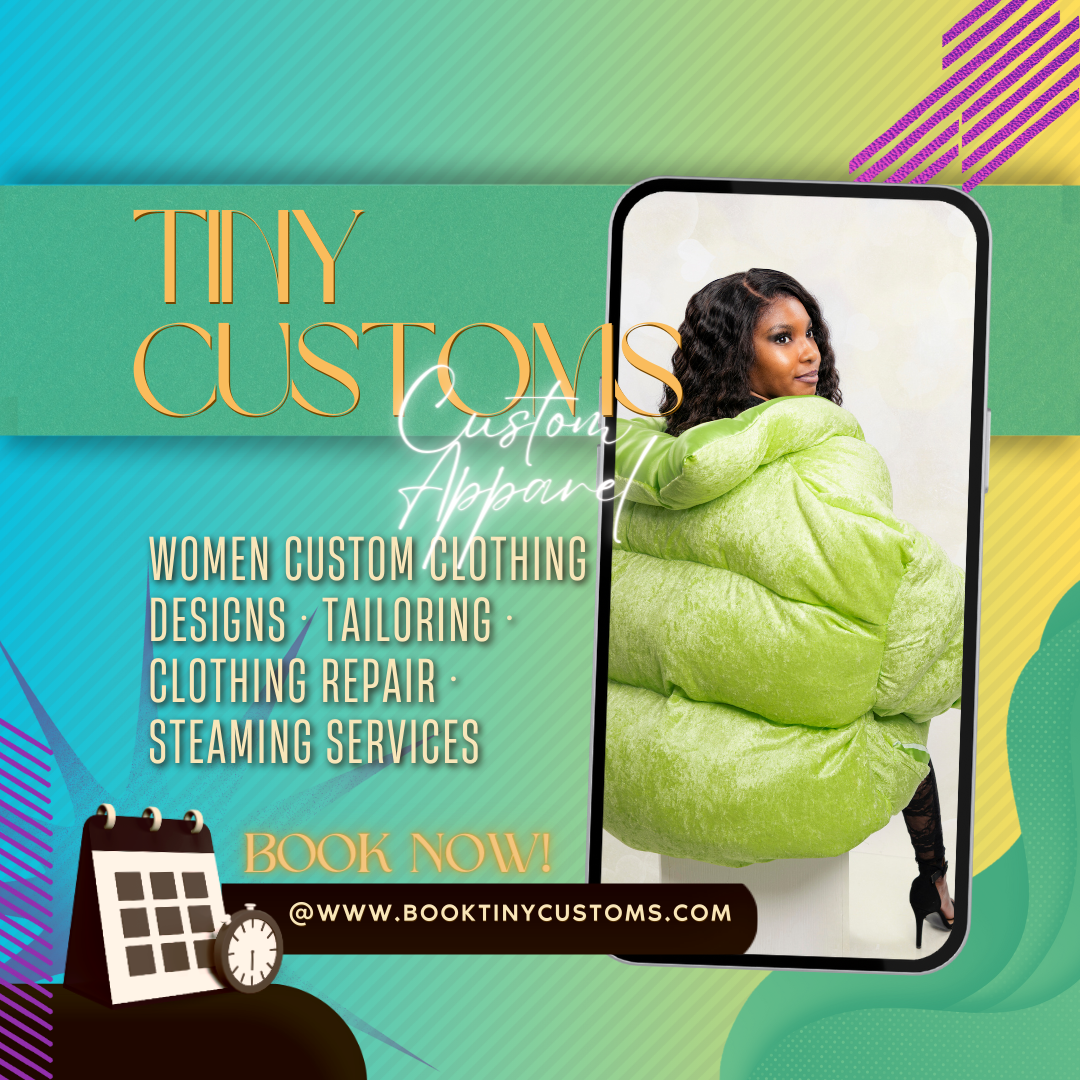 TINY
CUSTOMS
Custom
Apparel
WOMEN CUSTOM CLOTHING
DESIGNS · TAILORING ·
CLOTHING REPAIR ·
STEAMING SERVICES
BOOK NOW!
@WWW.BOOKTINYCUSTOMS.COM